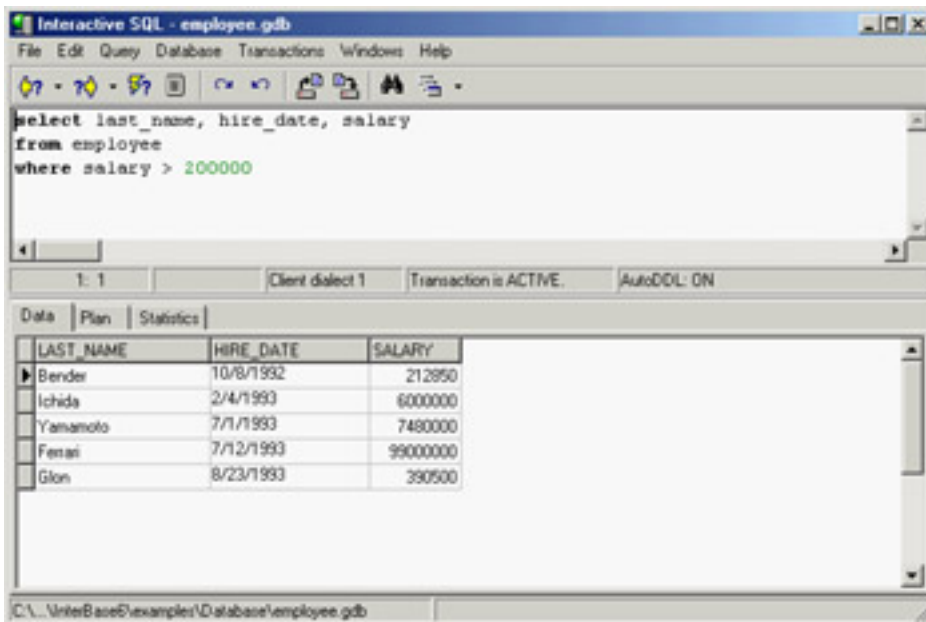 Interactive SQL - employee.gdb
File Edit Query Database Transactions Windows Help
select last_name, hire_date, salary
from employee
where salary > 200000
1: 1 Client dialect 1 Transaction is ACTIVE. AutoDDL: ON
Data Plan Statistics
LAST_NAME HIRE_DATE SALARY
Bender 10/8/1992 212850
Ichida 2/4/1993 6000000
Yamamoto 7/1/1993 7480000
Ferrari 7/12/1993 99000000
Glon 8/23/1993 390500
C:\...\InterBase6\examples\Database\employee.gdb